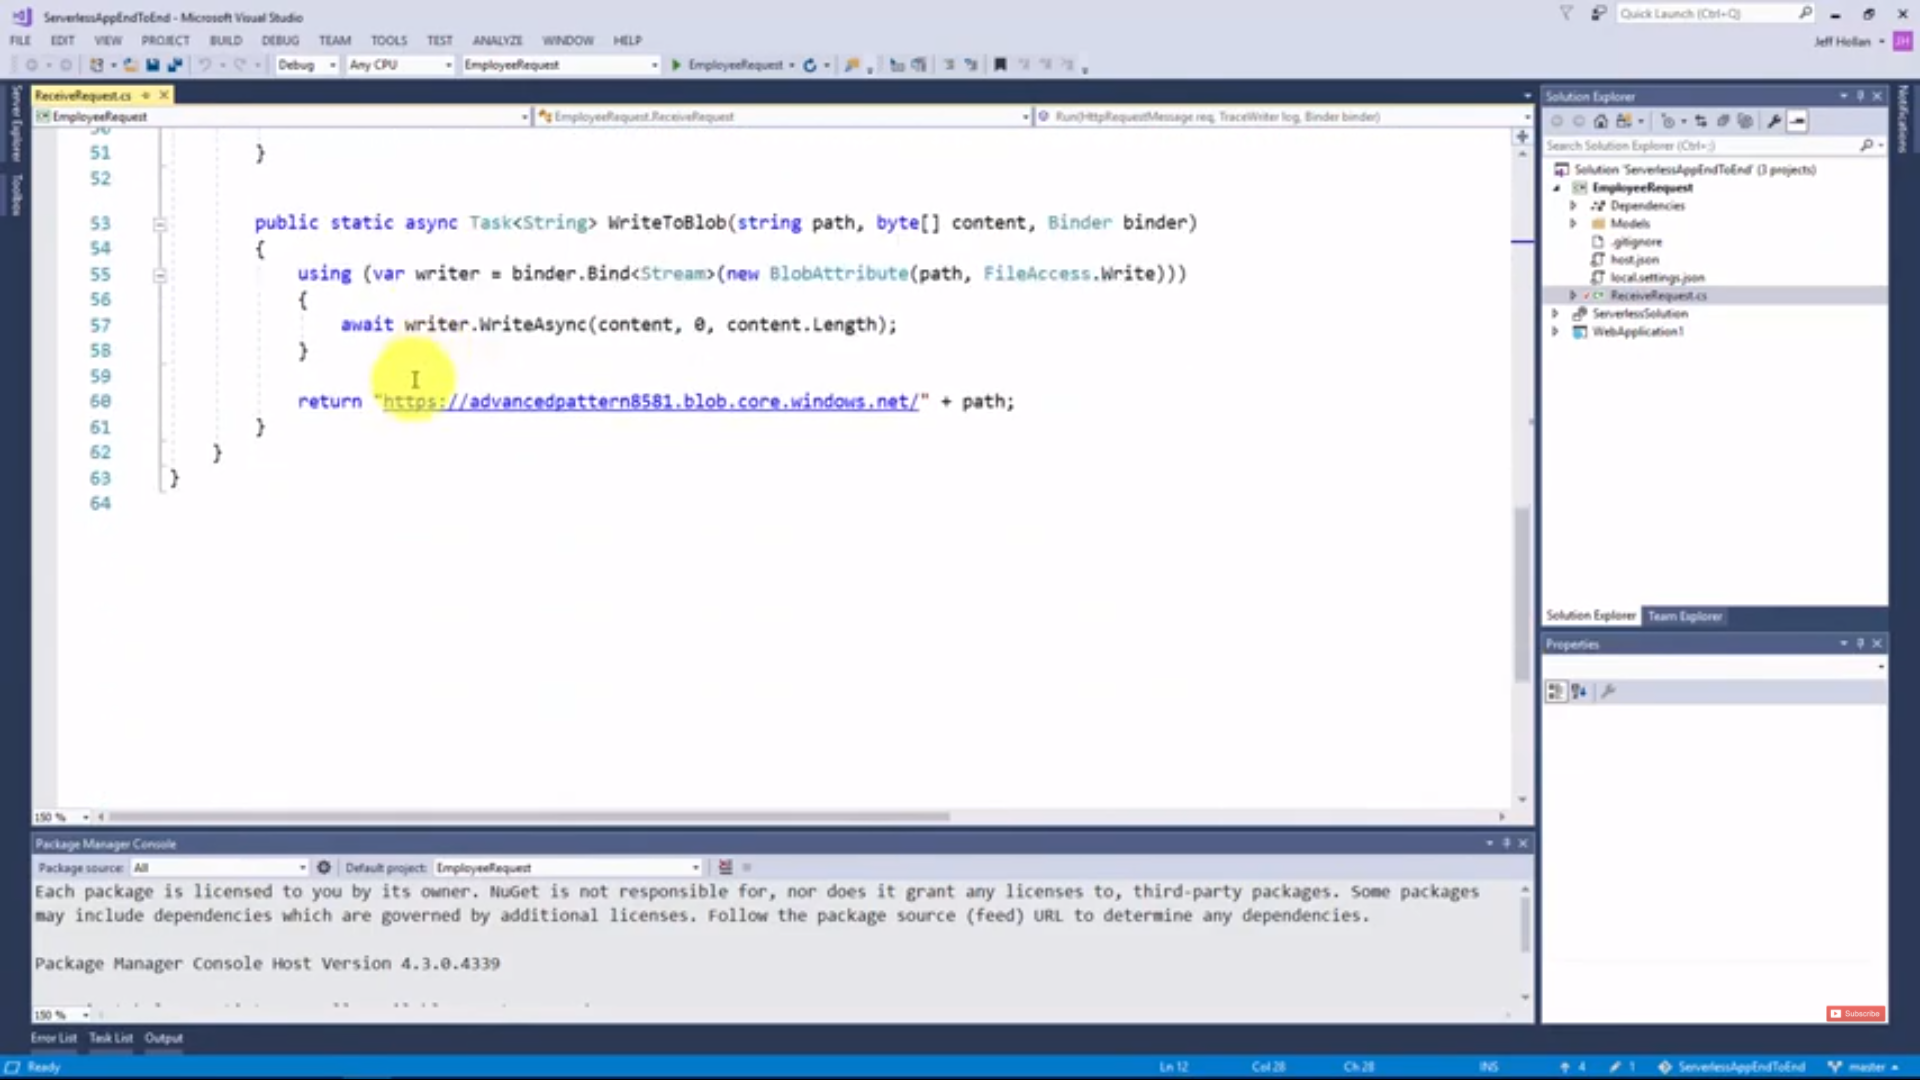 ServerlessAppEndToEnd - Microsoft Visual Studio
Quick Launch (Ctrl+Q)
FILE EDIT VIEW PROJECT BUILD DEBUG TEAM TOOLS TEST ANALYZE WINDOW HELP
Jeff Hollan
JH
Debug Any CPU EmployeeRequest EmployeeRequest
Server Explorer
Toolbox
Notifications
ReceiveRequest.cs
EmployeeRequest EmployeeRequest.ReceiveRequest Run(HttpRequestMessage req, TraceWriter log, Binder binder)
51 }
52
53 public static async Task<String> WriteToBlob(string path, byte[] content, Binder binder)
54 {
55 using (var writer = binder.Bind<Stream>(new BlobAttribute(path, FileAccess.Write)))
56 {
57 await writer.WriteAsync(content, 0, content.Length);
58 }
59
60 return "https://advancedpattern8581.blob.core.windows.net/" + path;
61 }
62 }
63 }
64
150 %
Solution Explorer
Search Solution Explorer (Ctrl+;)
Solution 'ServerlessAppEndToEnd' (3 projects)
EmployeeRequest
Dependencies
Models
.gitignore
host.json
local.settings.json
ReceiveRequest.cs
ServerlessSolution
WebApplication1
Solution Explorer Team Explorer
Properties
Package Manager Console
Package source: All Default project: EmployeeRequest
Each package is licensed to you by its owner. NuGet is not responsible for, nor does it grant any licenses to, third-party packages. Some packages
may include dependencies which are governed by additional licenses. Follow the package source (feed) URL to determine any dependencies.
Package Manager Console Host Version 4.3.0.4339
150 %
Subscribe
Error List Task List Output
Ready Ln 12 Col 28 Ch 28 INS 4 1 ServerlessAppEndToEnd master